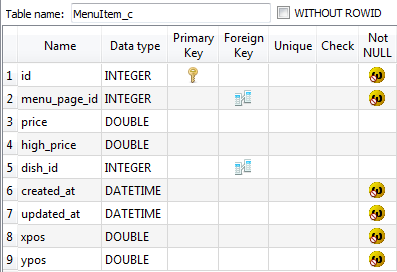 Table name: MenuItem_c WITHOUT ROWID
Name Data type Primary Key Foreign Key Unique Check Not NULL
1 id INTEGER
2 menu_page_id INTEGER
3 price DOUBLE
4 high_price DOUBLE
5 dish_id INTEGER
6 created_at DATETIME
7 updated_at DATETIME
8 xpos DOUBLE
9 ypos DOUBLE